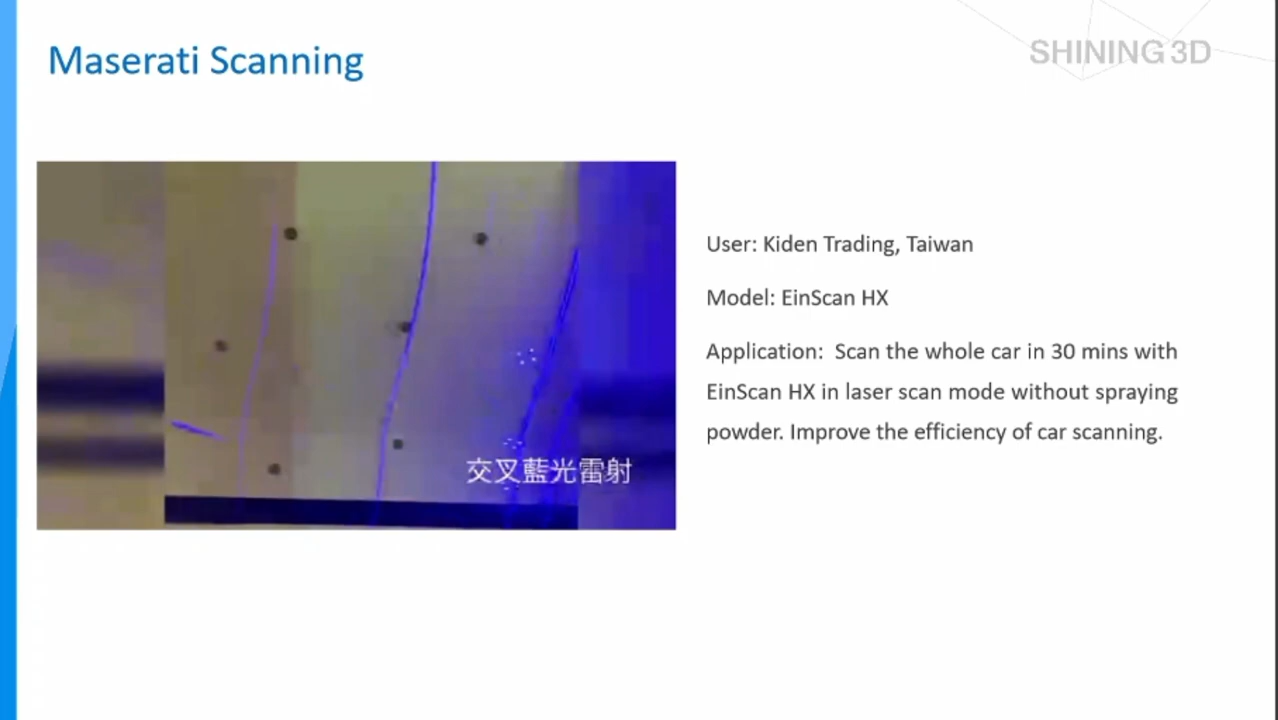 Maserati Scanning
SHINING 3D
User: Kiden Trading, Taiwan
Model: EinScan HX
Application:  Scan the whole car in 30 mins with
EinScan HX in laser scan mode without spraying
powder. Improve the efficiency of car scanning.
交叉藍光雷射